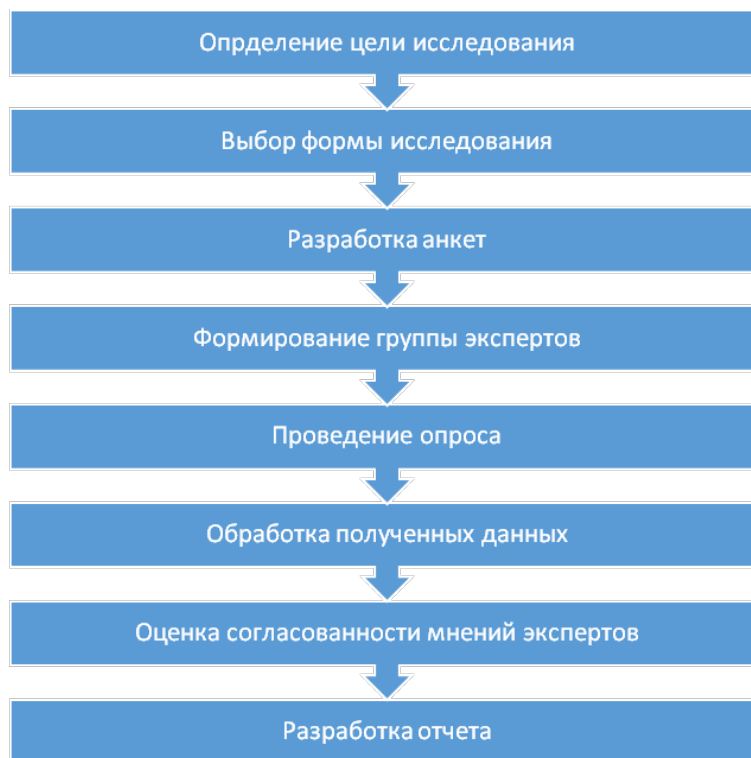 Опрделение цели исследования
Выбор формы исследования
Разработка анкет
Формирование группы экспертов
Проведение опроса
Обработка полученных данных
Оценка согласованности мнений экспертов
Разработка отчета